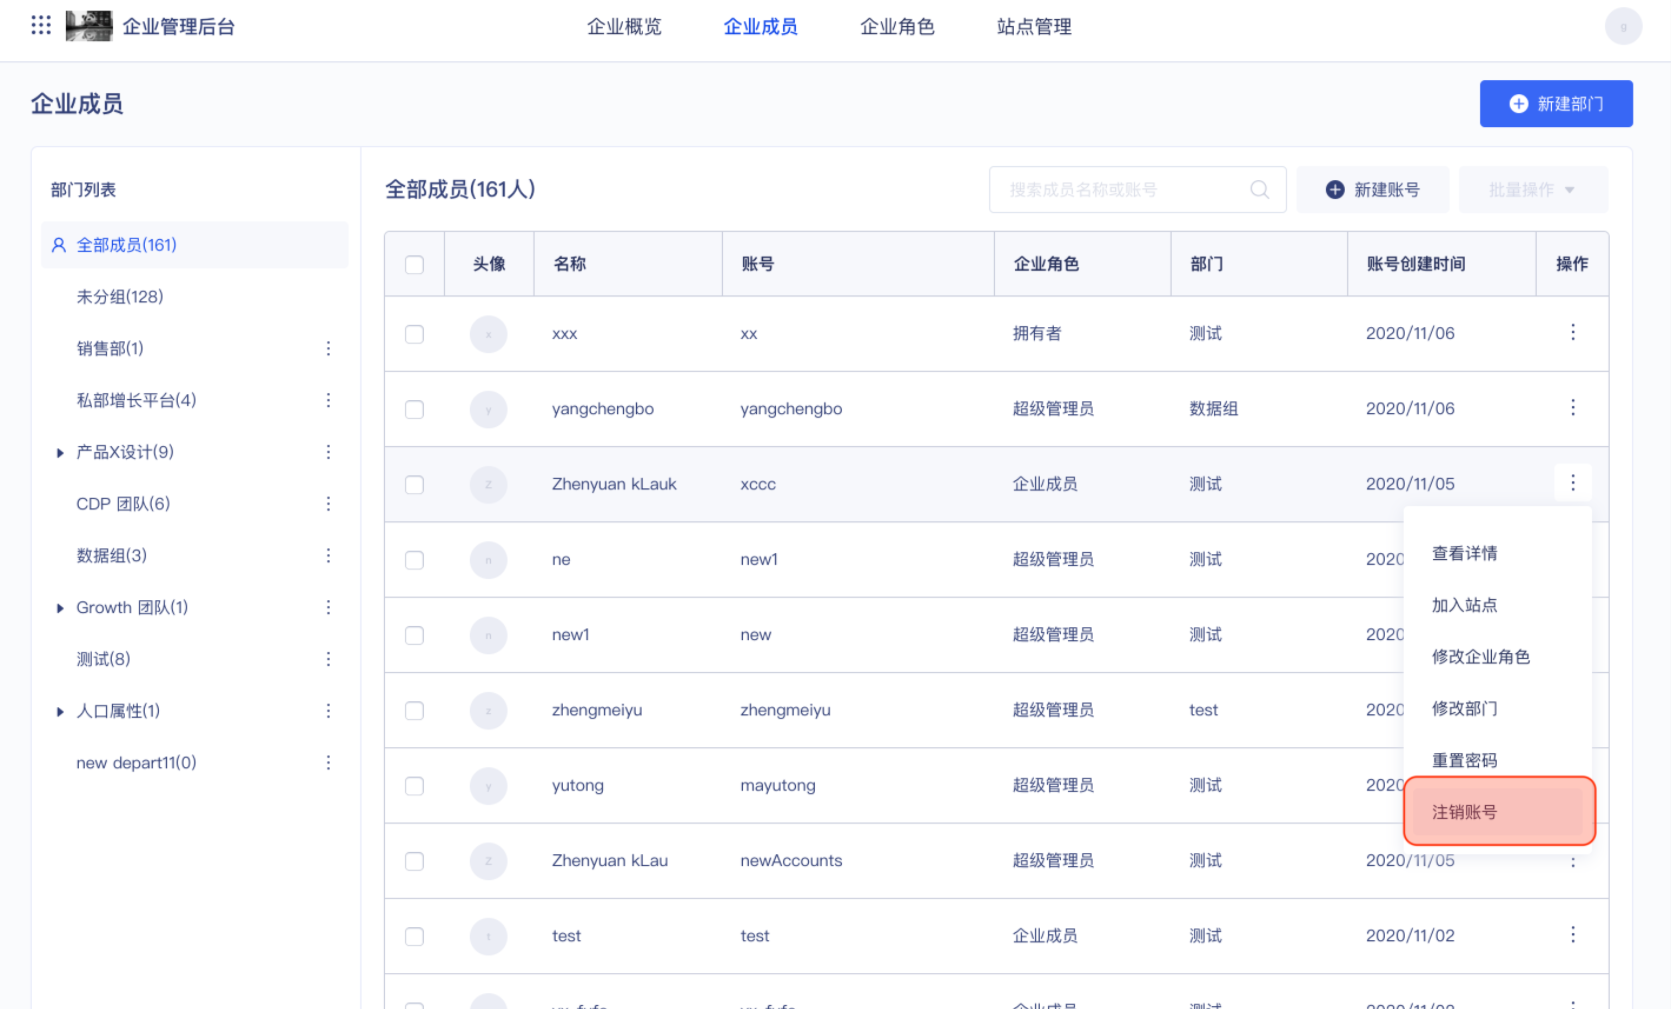 企业管理后台 企业概览 企业成员 企业角色 站点管理 g
企业成员 新建部门
部门列表
全部成员(161)
未分组(128)
销售部(1)
私部增长平台(4)
产品X设计(9)
CDP 团队(6)
数据组(3)
Growth 团队(1)
测试(8)
人口属性(1)
new depart11(0)
全部成员(161人) 搜索成员名称或账号 新建账号 批量操作
头像 名称 账号 企业角色 部门 账号创建时间 操作
x xxx xx 拥有者 测试 2020/11/06
y yangchengbo yangchengbo 超级管理员 数据组 2020/11/06
Z Zhenyuan kLauk xccc 企业成员 测试 2020/11/05
n ne new1 超级管理员 测试 2020
n new1 new 超级管理员 测试 2020
z zhengmeiyu zhengmeiyu 超级管理员 test 2020
y yutong mayutong 超级管理员 测试 2020
Z Zhenyuan kLau newAccounts 超级管理员 测试 2020/11/05
t test test 企业成员 测试 2020/11/02
查看详情
加入站点
修改企业角色
修改部门
重置密码
注销账号